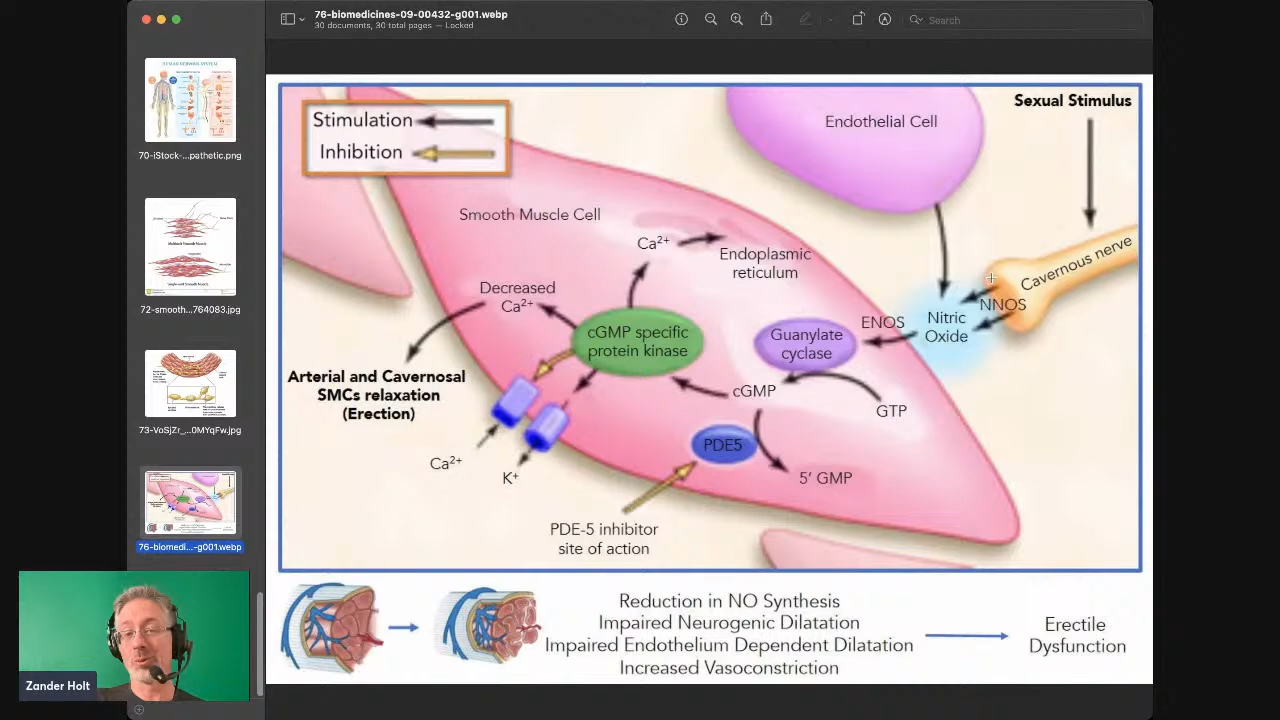 76-biomedicines-09-00432-g001.webp
30 documents, 30 total pages — Locked
Search
70-iStock-...pathetic.png
72-smooth...764083.jpg
73-VoSjZr_...0MYqFw.jpg
76-biomedi...-g001.webp
Stimulation
Inhibition
Endothelial Cell
Sexual Stimulus
Smooth Muscle Cell
Ca²⁺
Endoplasmic
reticulum
Cavernous nerve
Decreased
Ca²⁺
NNOS
Nitric
Oxide
ENOS
cGMP specific
protein kinase
Guanylate
cyclase
Arterial and Cavernosal
SMCs relaxation
(Erection)
cGMP
GTP
PDE5
Ca²⁺
K⁺
5' GMP
PDE-5 inhibitor
site of action
Reduction in NO Synthesis
Impaired Neurogenic Dilatation
Impaired Endothelium Dependent Dilatation
Increased Vasoconstriction
Erectile
Dysfunction
Zander Holt